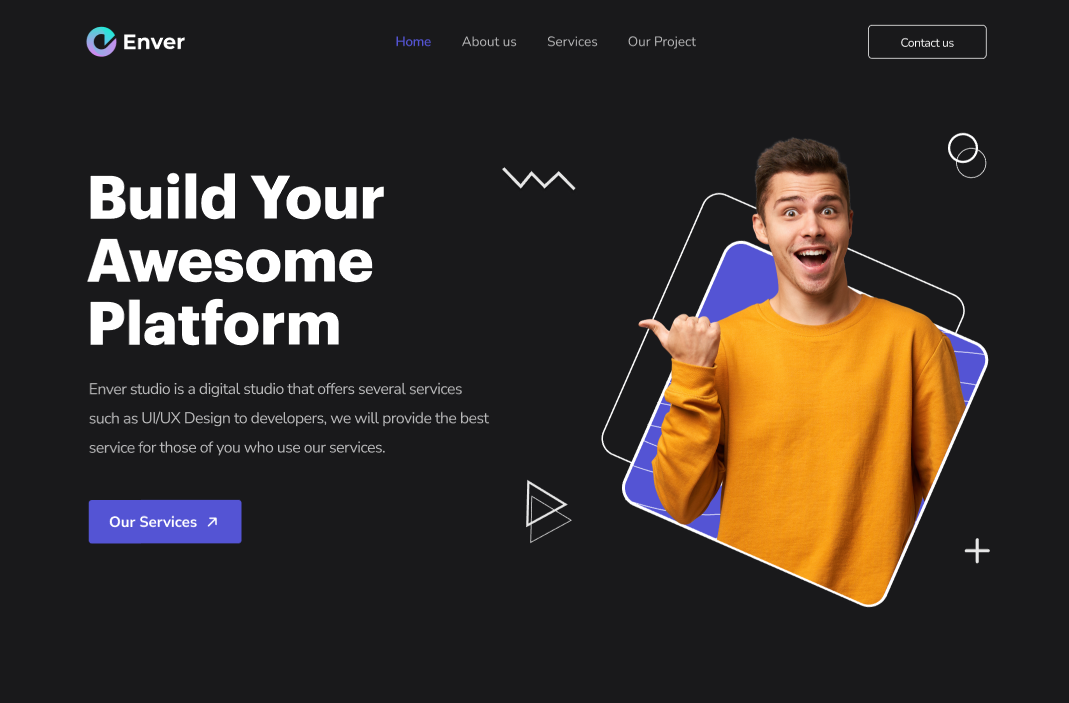 Enver
Home
About us
Services
Our Project
Contact us
Build Your
Awesome
Platform
Enver studio is a digital studio that offers several services
such as UI/UX Design to developers, we will provide the best
service for those of you who use our services.
Our Services